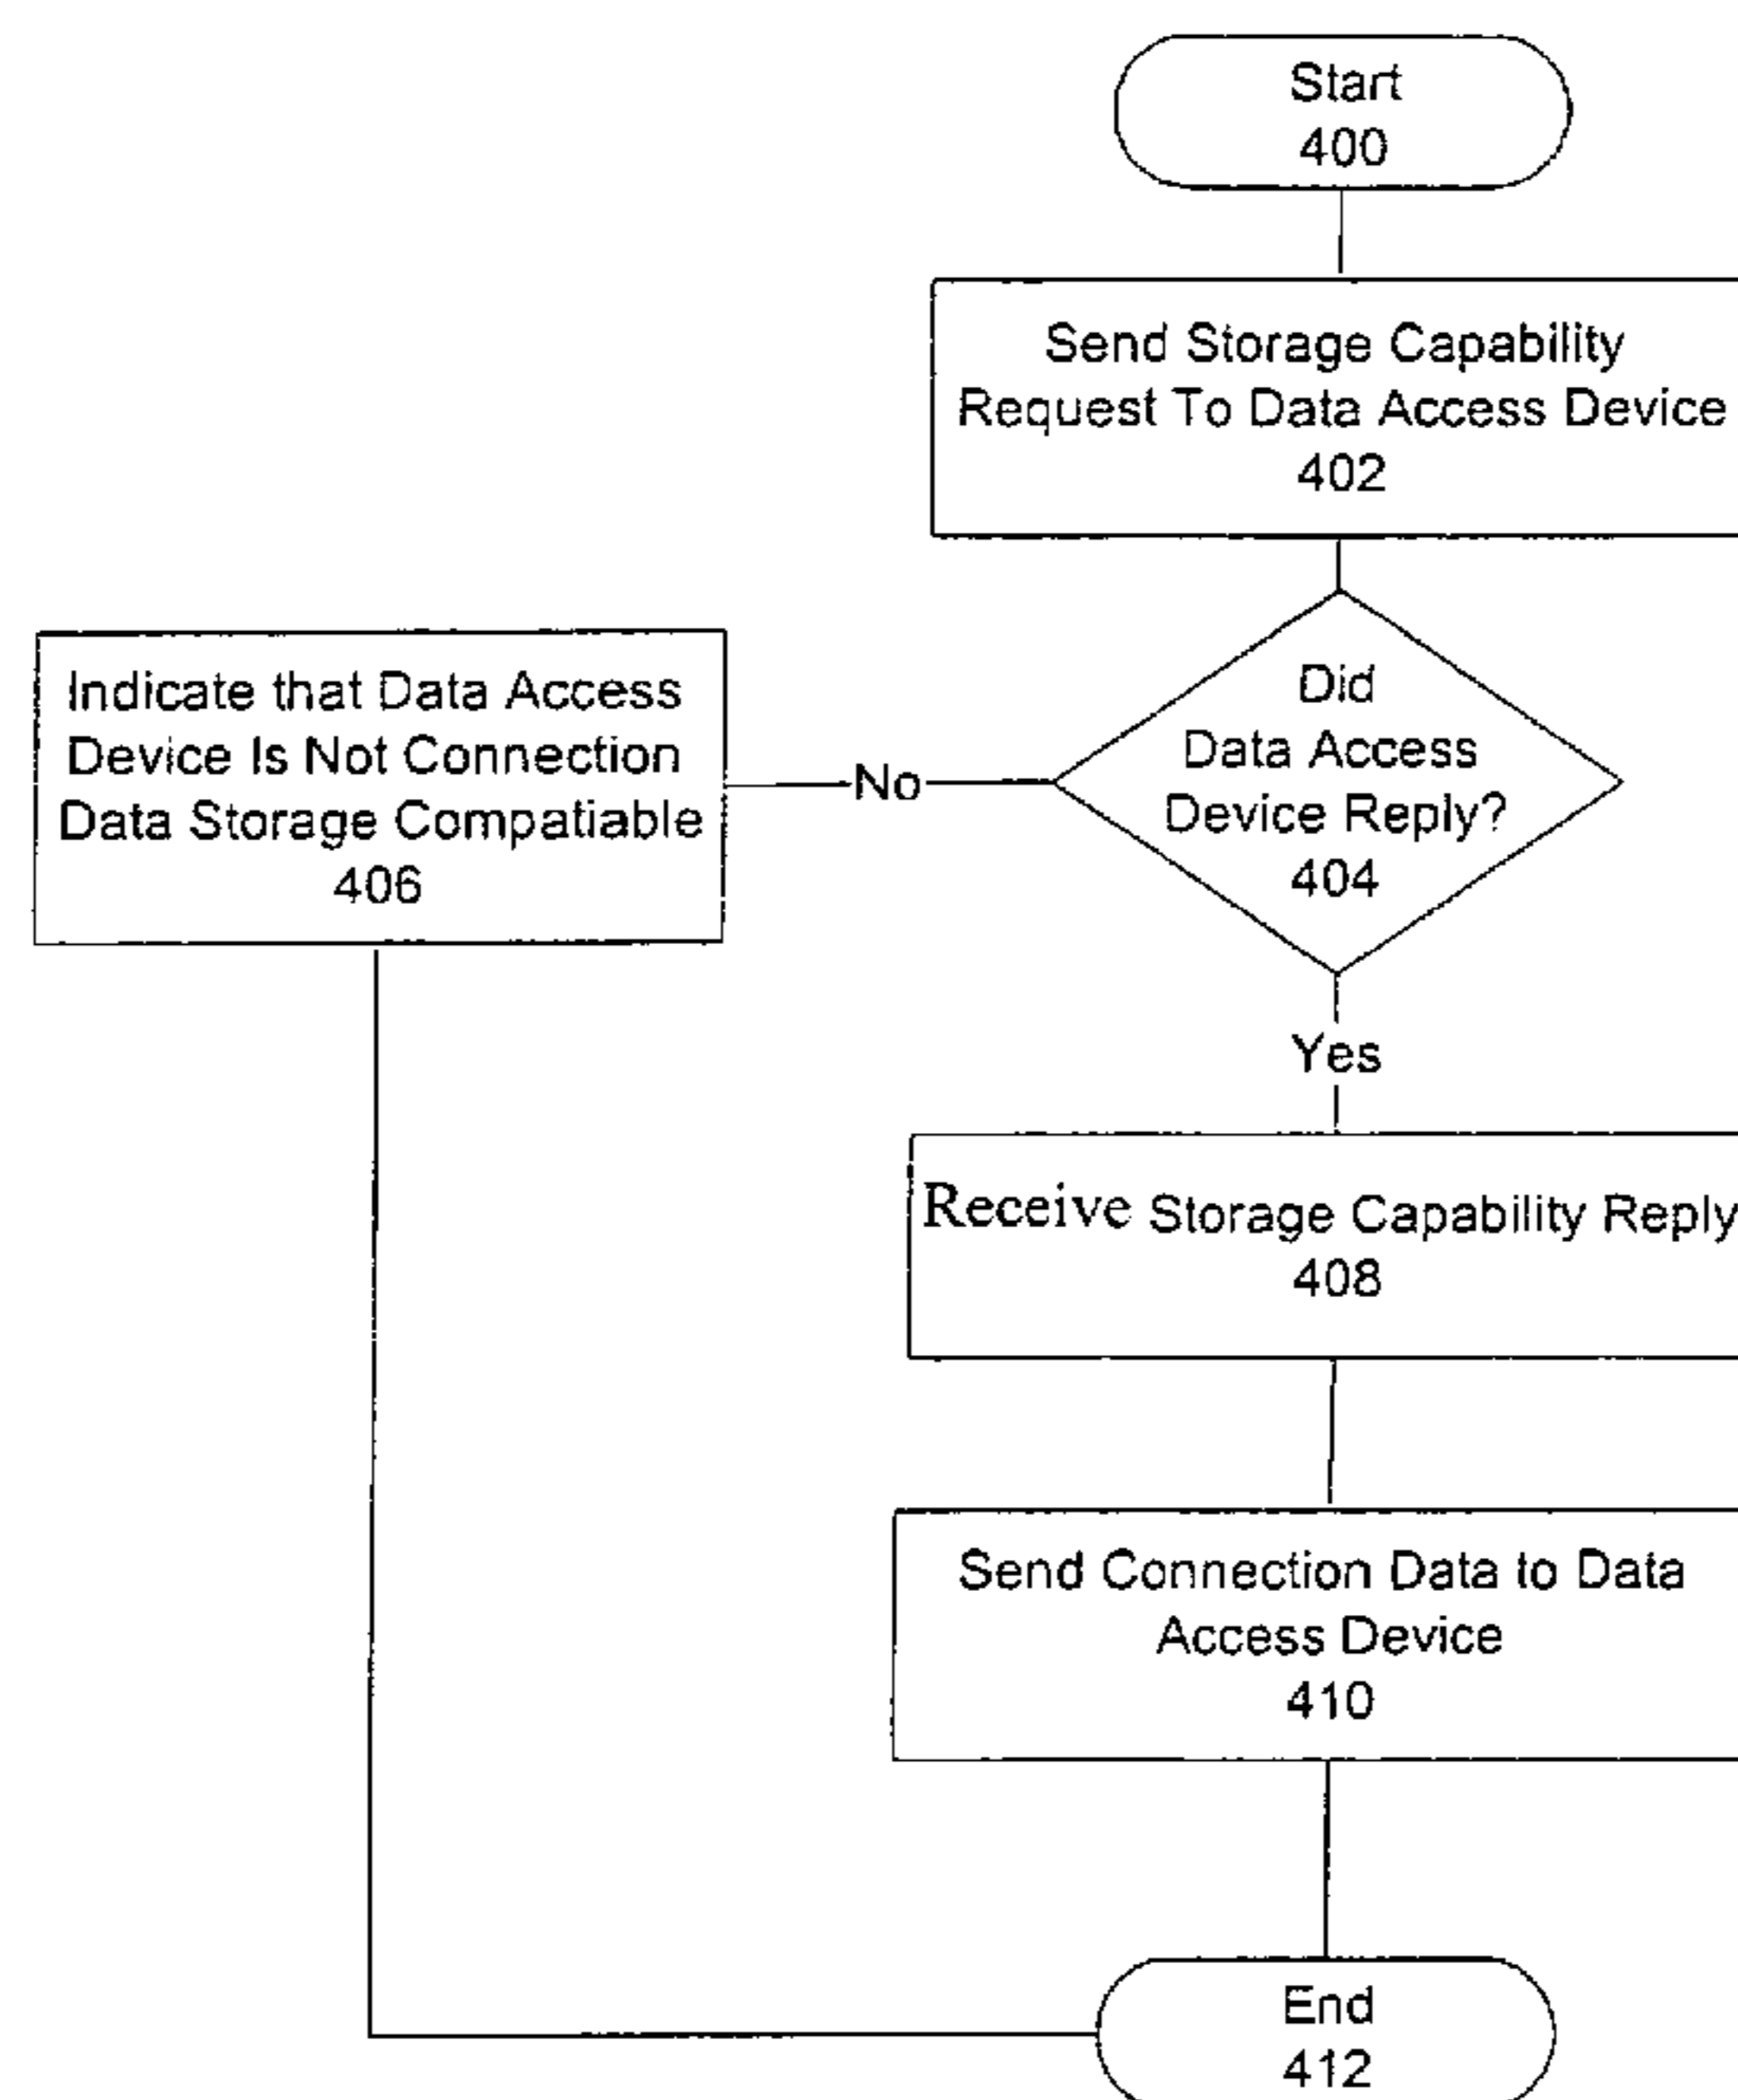 Start
400
Send Storage Capability
Request To Data Access Device
402
Did
Data Access
Device Reply?
404
No
Indicate that Data Access
Device Is Not Connection
Data Storage Compatiable
406
Yes
Receive Storage Capability Reply
408
Send Connection Data to Data
Access Device
410
End
412